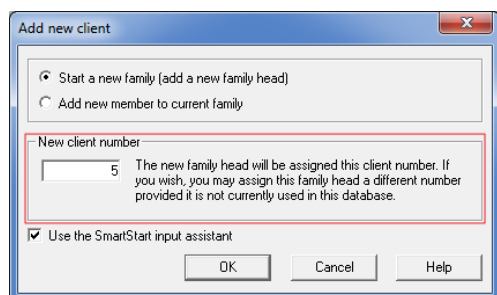 Add new client
Start a new family (add a new family head)
Add new member to current family
New client number
5
The new family head will be assigned this client number. If
you wish, you may assign this family head a different number
provided it is not currently used in this database.
Use the SmartStart input assistant
OK Cancel Help